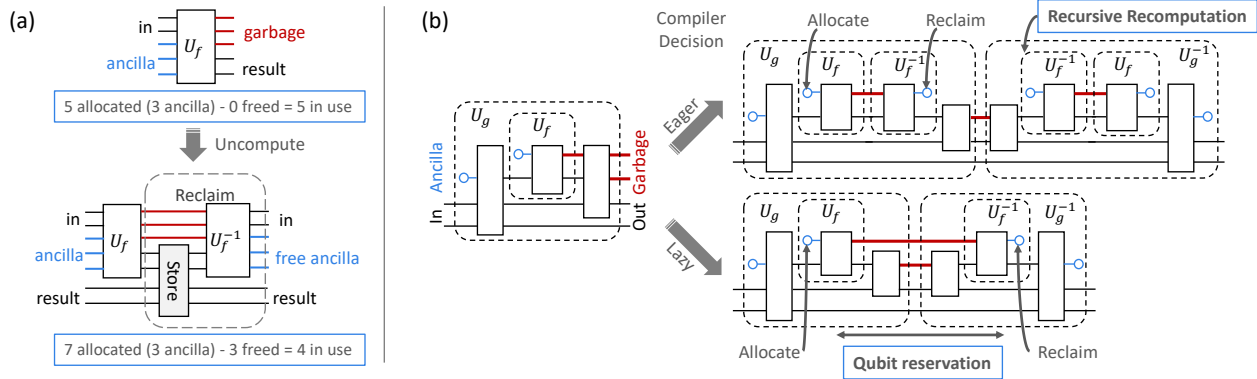 (a)
in
ancilla
U_f
garbage
result
5 allocated (3 ancilla) - 0 freed = 5 in use
Uncompute
Reclaim
in
ancilla
result
U_f
Store
U_f^{-1}
in
free ancilla
result
7 allocated (3 ancilla) - 3 freed = 4 in use
(b)
U_g
U_f
Ancilla
In
Garbage
Out
Compiler
Decision
Eager
Lazy
Allocate
Reclaim
Recursive Recomputation
U_g
U_f
U_f^{-1}
U_f^{-1}
U_f
U_g^{-1}
U_g
U_f
U_f^{-1}
U_g^{-1}
Allocate
Qubit reservation
Reclaim